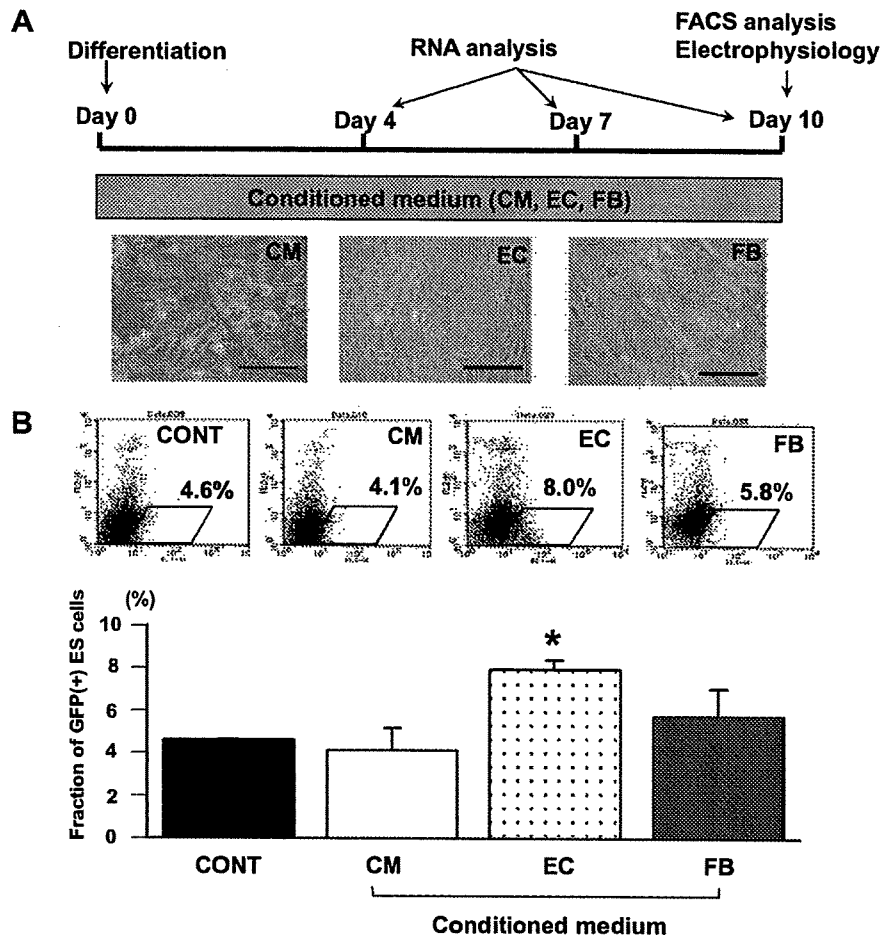 A
Differentiation
RNA analysis
FACS analysis
Electrophysiology
Day 0
Day 4
Day 7
Day 10
Conditioned medium (CM, EC, FB)
CM
EC
FB
B
CONT
4.6%
CM
4.1%
EC
8.0%
FB
5.8%
(%)
Fraction of GFP(+) ES cells
10
8
6
4
2
0
*
CONT
CM
EC
FB
Conditioned medium